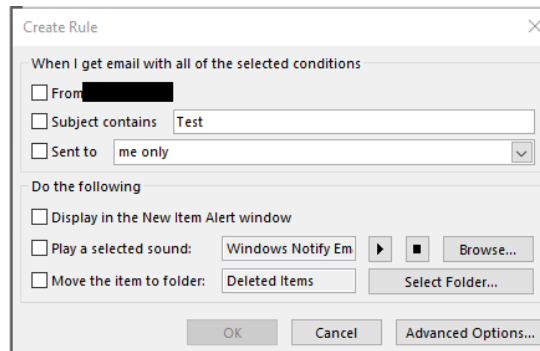 Create Rule
When I get email with all of the selected conditions
From
Subject contains Test
Sent to me only
Do the following
Display in the New Item Alert window
Play a selected sound: Windows Notify Em Browse...
Move the item to folder: Deleted Items Select Folder...
OK Cancel Advanced Options...